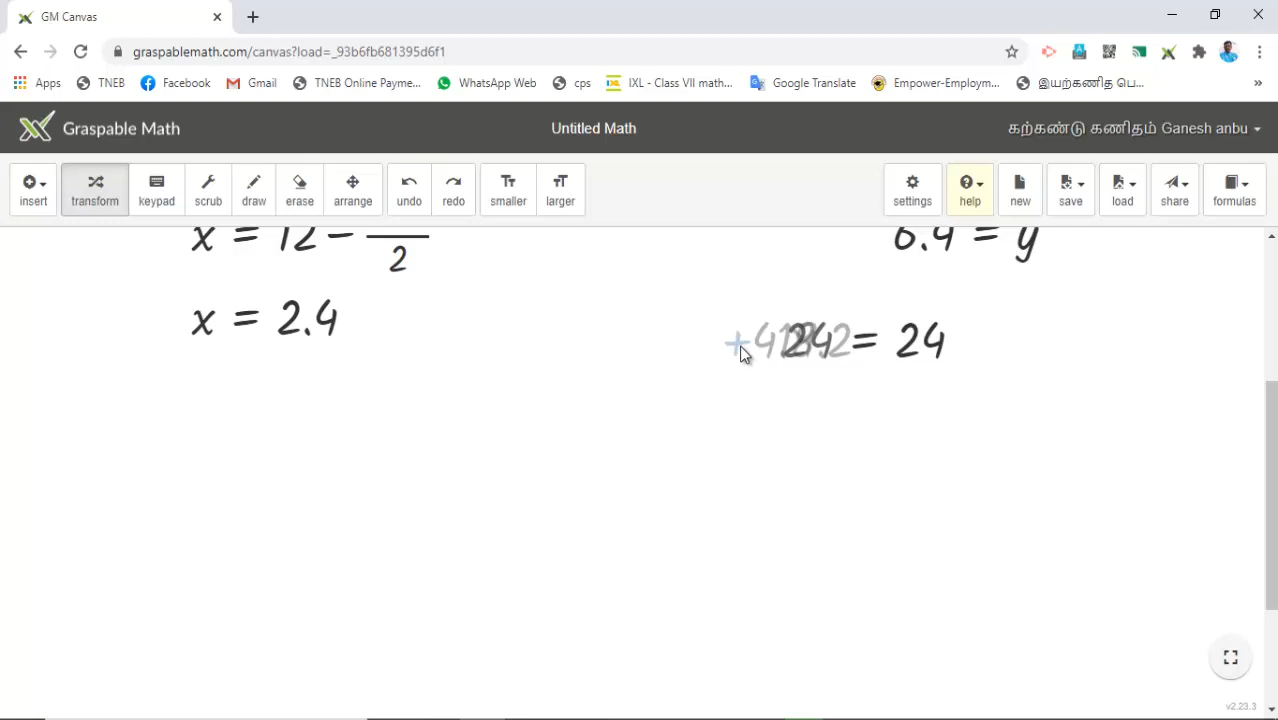 GM Canvas
graspablemath.com/canvas?load=_93b6fb681395d6f1
Apps TNEB Facebook Gmail TNEB Online Payme... WhatsApp Web cps IXL - Class VII math... Google Translate Empower-Employm... இயற்கணித பெ... »
Graspable Math Untitled Math கற்கண்டு கணிதம் Ganesh anbu
insert transform keypad scrub draw erase arrange undo redo smaller larger settings help new save load share formulas
x = 12 − —
2
6.4 = y
x = 2.4
24 = 24
v2.23.3